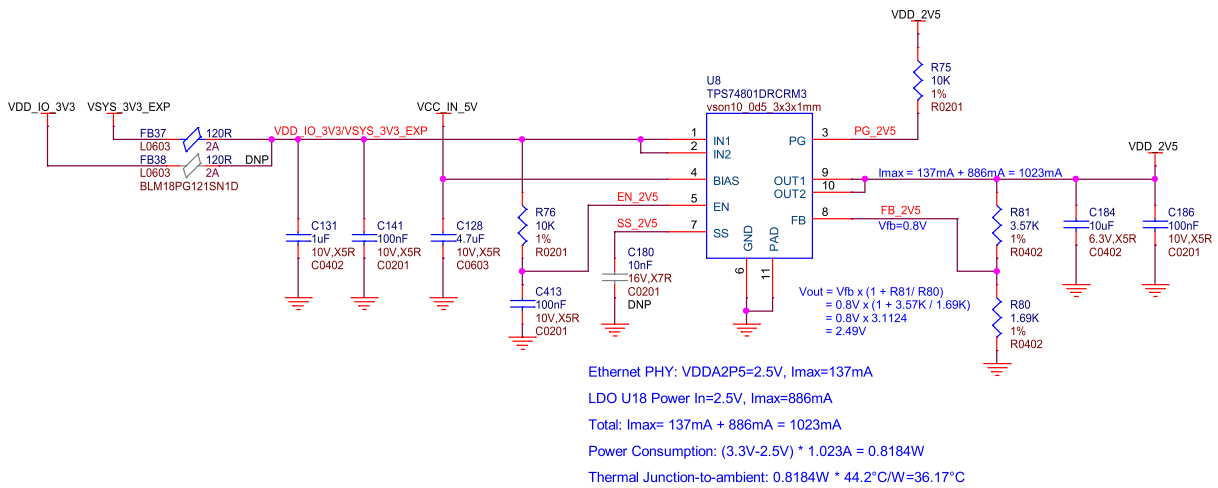 VDD_2V5
R75
10K
1%
R0201
U8
TPS74801DRCRM3
vson10_0d5_3x3x1mm
VDD_IO_3V3
VSYS_3V3_EXP
VCC_IN_5V
FB37
120R
L0603
2A
FB38
120R
DNP
L0603
2A
BLM18PG121SN1D
VDD_IO_3V3/VSYS_3V3_EXP
1
IN1
2
IN2
4
BIAS
5
EN
7
SS
PG
3
PG_2V5
OUT1
9
OUT2
10
FB
8
GND
6
PAD
11
EN_2V5
SS_2V5
Imax = 137mA + 886mA = 1023mA
VDD_2V5
FB_2V5
Vfb=0.8V
C131
1uF
10V,X5R
C0402
C141
100nF
10V,X5R
C0201
C128
4.7uF
10V,X5R
C0603
R76
10K
1%
R0201
C413
100nF
10V,X5R
C0201
C180
10nF
16V,X7R
C0201
DNP
R81
3.57K
1%
R0402
C184
10uF
6.3V,X5R
C0402
C186
100nF
10V,X5R
C0201
R80
1.69K
1%
R0402
Vout = Vfb x (1 + R81/ R80)
= 0.8V x (1 + 3.57K / 1.69K)
= 0.8V x 3.1124
= 2.49V
Ethernet PHY: VDDA2P5=2.5V, Imax=137mA
LDO U18 Power In=2.5V, Imax=886mA
Total: Imax= 137mA + 886mA = 1023mA
Power Consumption: (3.3V-2.5V) * 1.023A = 0.8184W
Thermal Junction-to-ambient: 0.8184W * 44.2°C/W=36.17°C